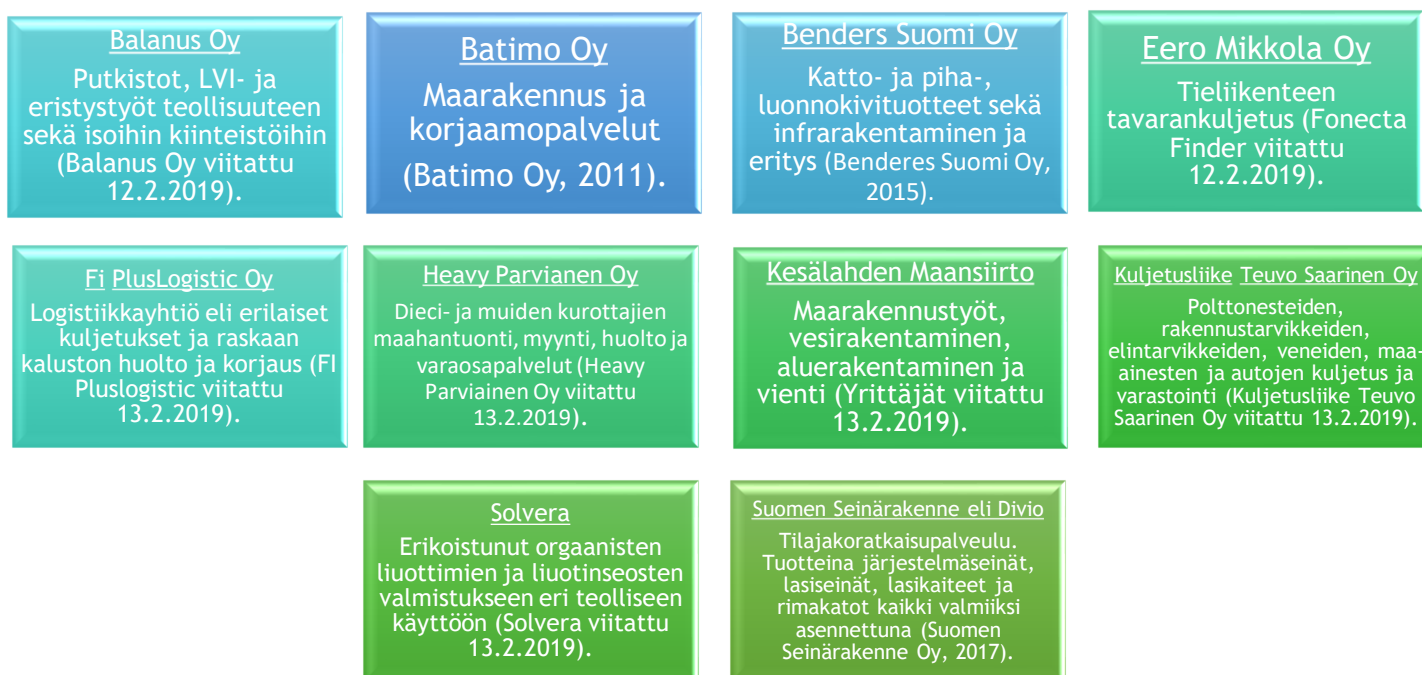 Balanus Oy
Putkistot, LVI- ja
eristystyöt teollisuuteen
sekä isoihin kiinteistöihin
(Balanus Oy viitattu
12.2.2019).
Batimo Oy
Maarakennus ja
korjaamopalvelut
(Batimo Oy, 2011).
Benders Suomi Oy
Katto- ja piha-,
luonnokivituotteet sekä
infrarakentaminen ja
eritys (Benderes Suomi Oy,
2015).
Eero Mikkola Oy
Tieliikenteen
tavarankuljetus (Fonecta
Finder viitattu
12.2.2019).
Fi PlusLogistic Oy
Logistiikkayhtiö eli erilaiset
kuljetukset ja raskaan
kaluston huolto ja korjaus (FI
Pluslogistic viitattu
13.2.2019).
Heavy Parvianen Oy
Dieci- ja muiden kurottajien
maahantuonti, myynti, huolto ja
varaosapalvelut (Heavy
Parviainen Oy viitattu
13.2.2019).
Kesälahden Maansiirto
Maarakennustyöt,
vesirakentaminen,
aluerakentaminen ja
vienti (Yrittäjät viitattu
13.2.2019).
Kuljetusliike Teuvo Saarinen Oy
Polttonesteiden,
rakennustarvikkeiden,
elintarvikkeiden, veneiden, maa-
ainesten ja autojen kuljetus ja
varastointi (Kuljetusliike Teuvo
Saarinen Oy viitattu 13.2.2019).
Solvera
Erikoistunut orgaanisten
liuottimien ja liuotinseosten
valmistukseen eri teolliseen
käyttöön (Solvera viitattu
13.2.2019).
Suomen Seinärakenne eli Divio
Tilajakoratkaisupalveulu.
Tuotteina järjestelmäseinät,
lasiseinät, lasikaiteet ja
rimakatot kaikki valmiiksi
asennettuna (Suomen
Seinärakenne Oy, 2017).